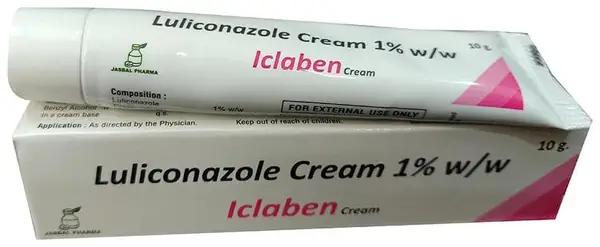 Luliconazole Cream 1% w/w
10 g.
Iclaben Cream
JASBAL PHARMA
Composition :
Luliconazole 1% w/w
FOR EXTERNAL USE ONLY
Benzyl Alcohol
In a cream base q.s.
Application : As directed by the Physician. Keep out of reach of children.
Luliconazole Cream 1% w/w
10 g.
Iclaben Cream
JASBAL PHARMA